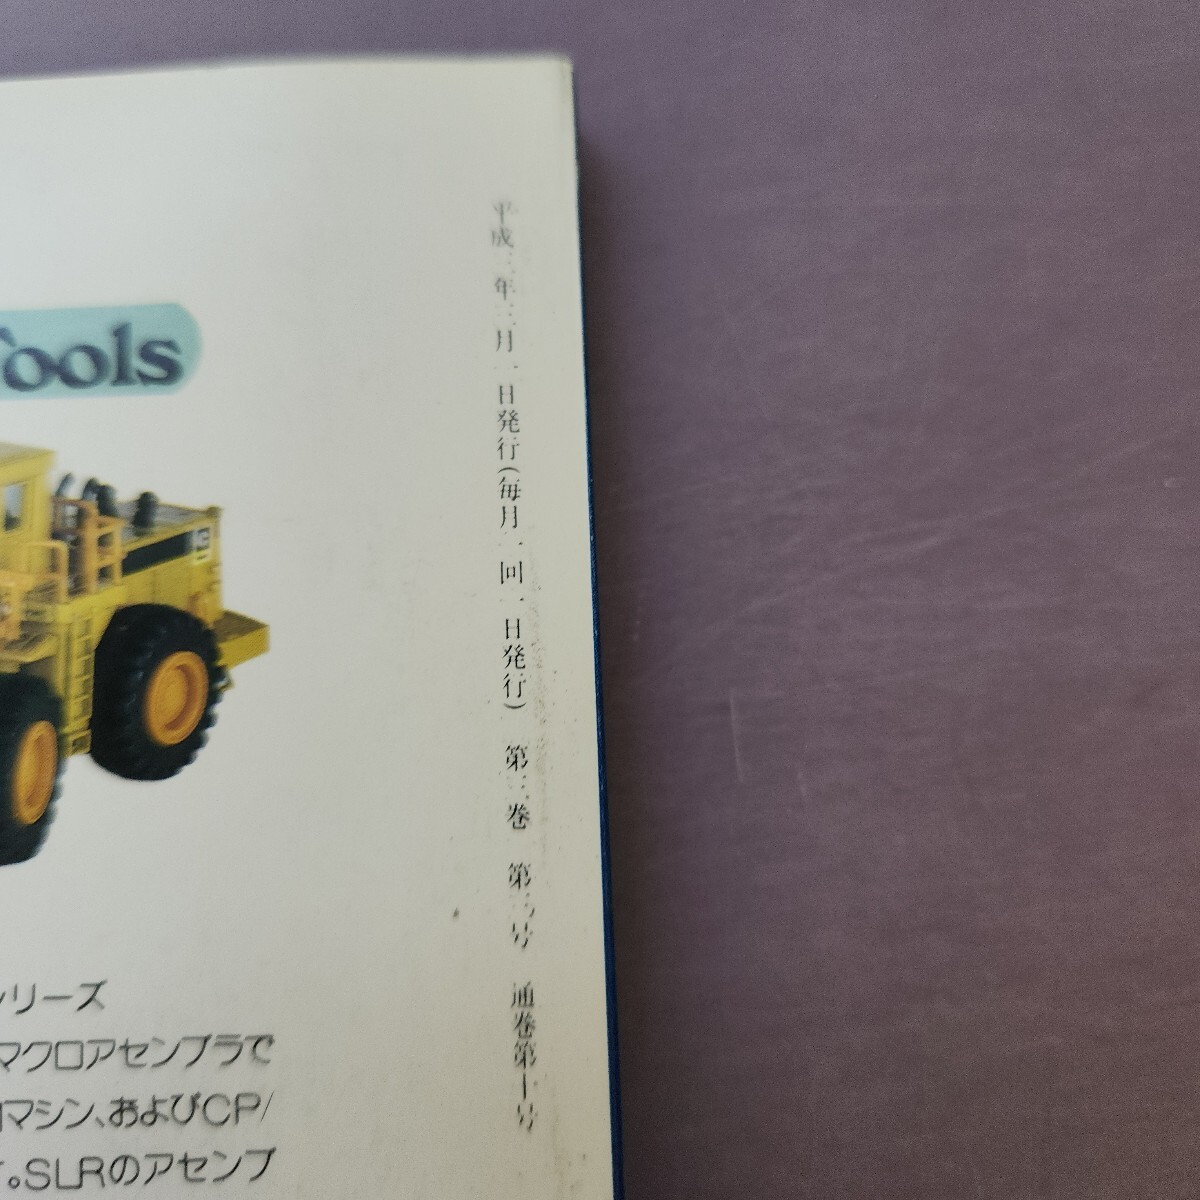 平成三年三月一日発行(毎月一回一日発行) 第三巻 第三号 通巻第十号
Tools
シリーズ
マクロアセンブラで
マシン、およびCP/
。SLRのアセンブ